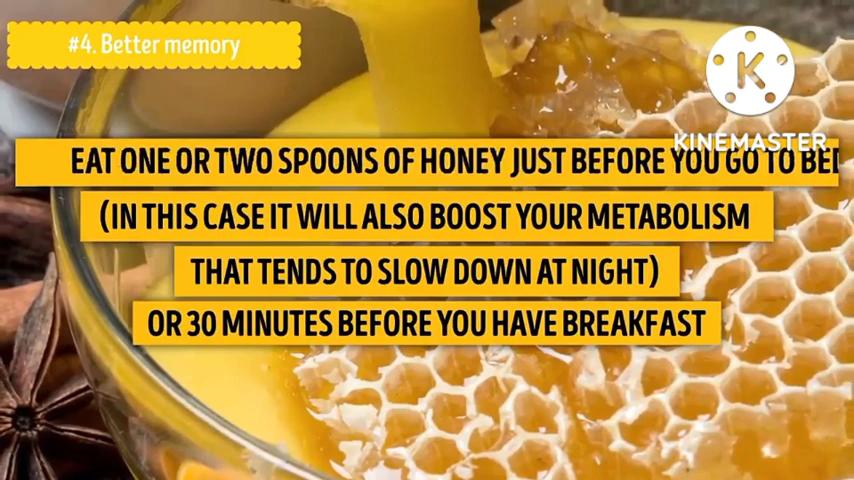 #4. Better memory
K
KINEMASTER
EAT ONE OR TWO SPOONS OF HONEY JUST BEFORE YOU GO TO BED
(IN THIS CASE IT WILL ALSO BOOST YOUR METABOLISM
THAT TENDS TO SLOW DOWN AT NIGHT)
OR 30 MINUTES BEFORE YOU HAVE BREAKFAST